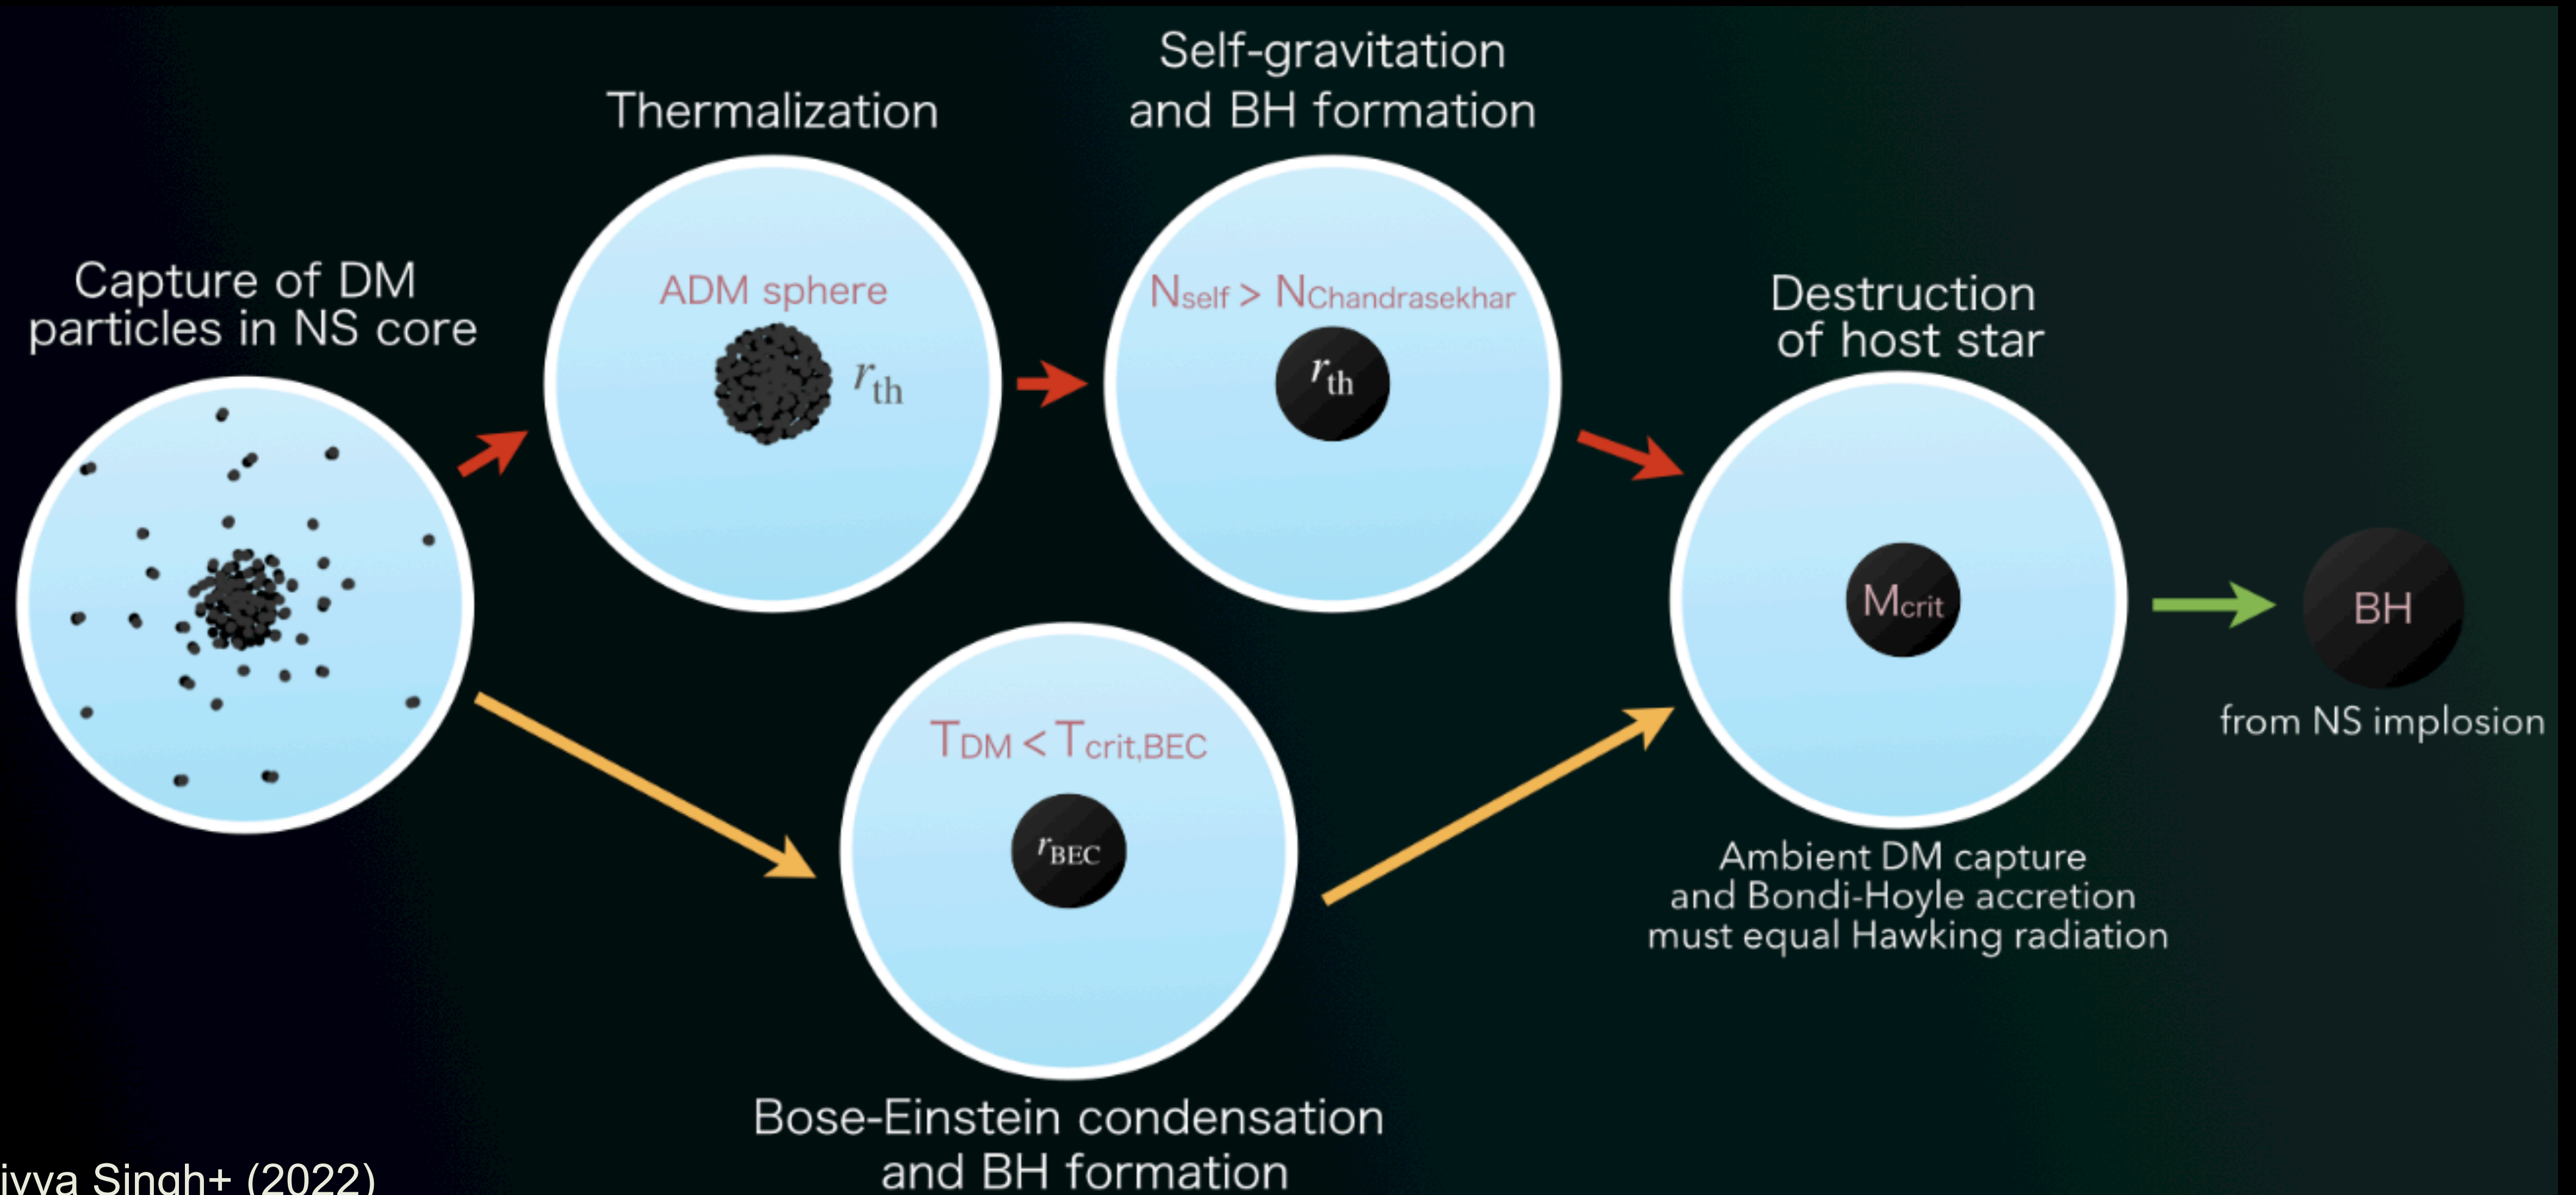 Capture of DM
particles in NS core
Thermalization
ADM sphere
rth
Self-gravitation
and BH formation
Nself > NChandrasekhar
rth
TDM < Tcrit,BEC
rBEC
Bose-Einstein condensation
and BH formation
Destruction
of host star
Mcrit
Ambient DM capture
and Bondi-Hoyle accretion
must equal Hawking radiation
BH
from NS implosion
ivya Singh+ (2022)